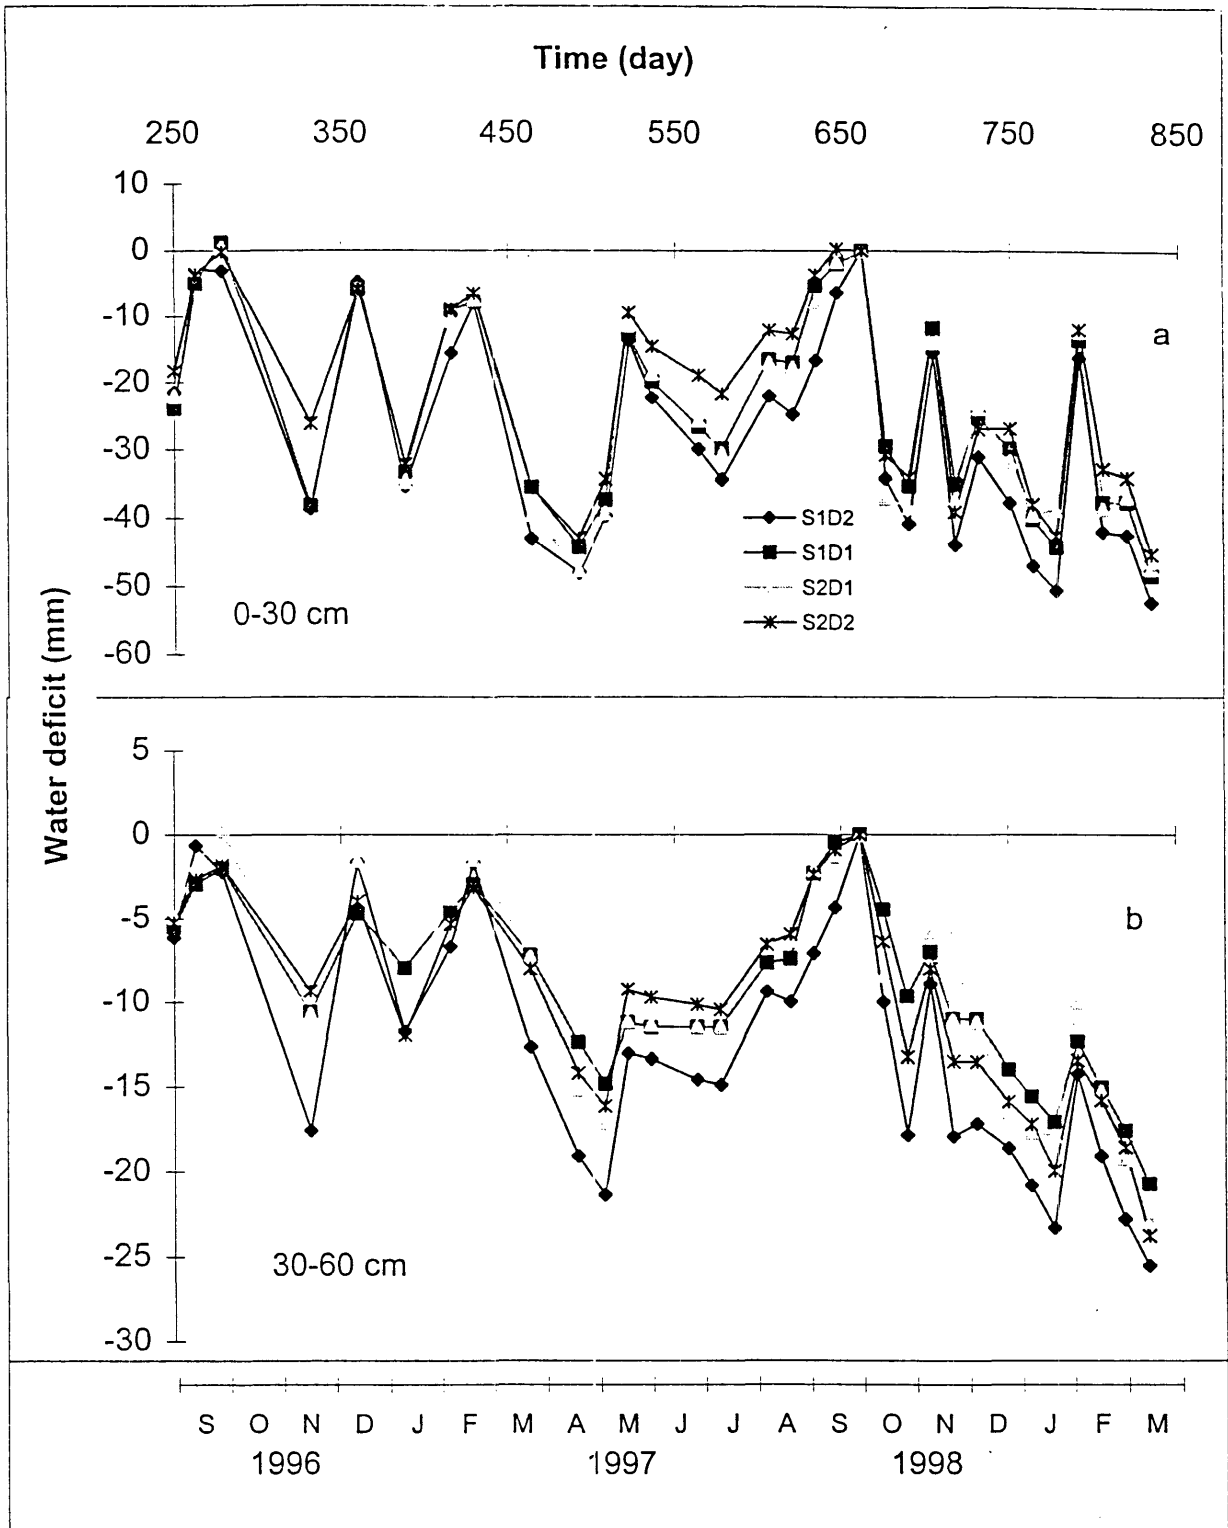 Time (day)
250 350 450 550 650 750 850
10
0
-10
-20
-30
-40
-50
-60
a
S1D2
S1D1
S2D1
S2D2
0-30 cm
Water deficit (mm)
5
0
-5
-10
-15
-20
-25
-30
b
30-60 cm
S O N D J F M A M J J A S O N D J F M
1996 1997 1998